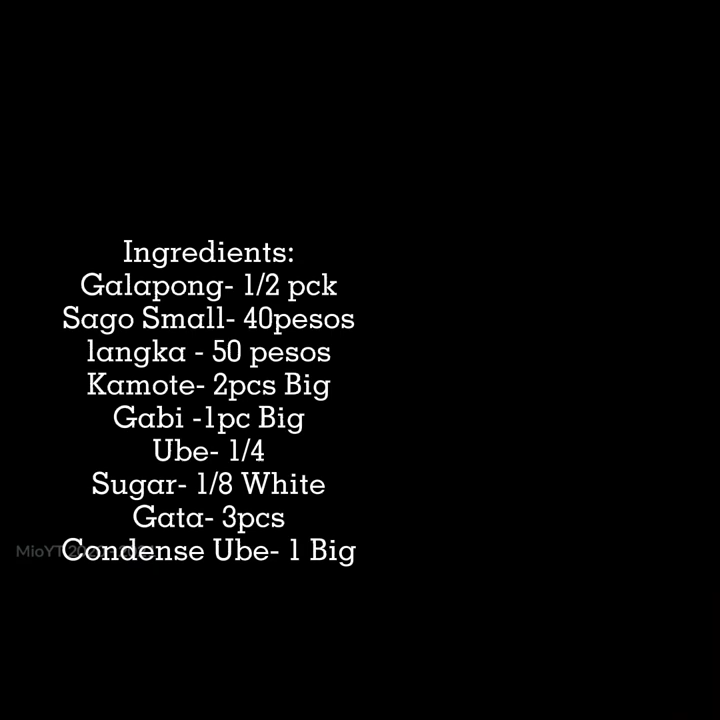 Ingredients:
Galapong- 1/2 pck
Sago Small- 40pesos
langka - 50 pesos
Kamote- 2pcs Big
Gabi -1pc Big
Ube- 1/4
Sugar- 1/8 White
Gata- 3pcs
Condense Ube- 1 Big
MioYT